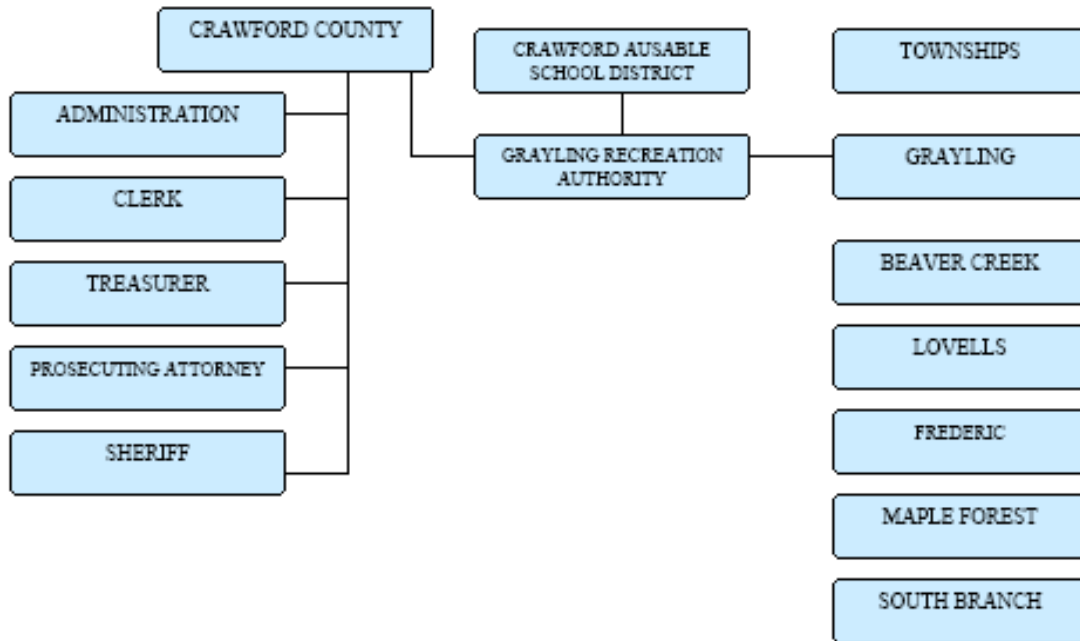 CRAWFORD COUNTY
ADMINISTRATION
CLERK
TREASURER
PROSECUTING ATTORNEY
SHERIFF
CRAWFORD AUSABLE
SCHOOL DISTRICT
GRAYLING RECREATION
AUTHORITY
TOWNSHIPS
GRAYLING
BEAVER CREEK
LOVELLS
FREDERIC
MAPLE FOREST
SOUTH BRANCH